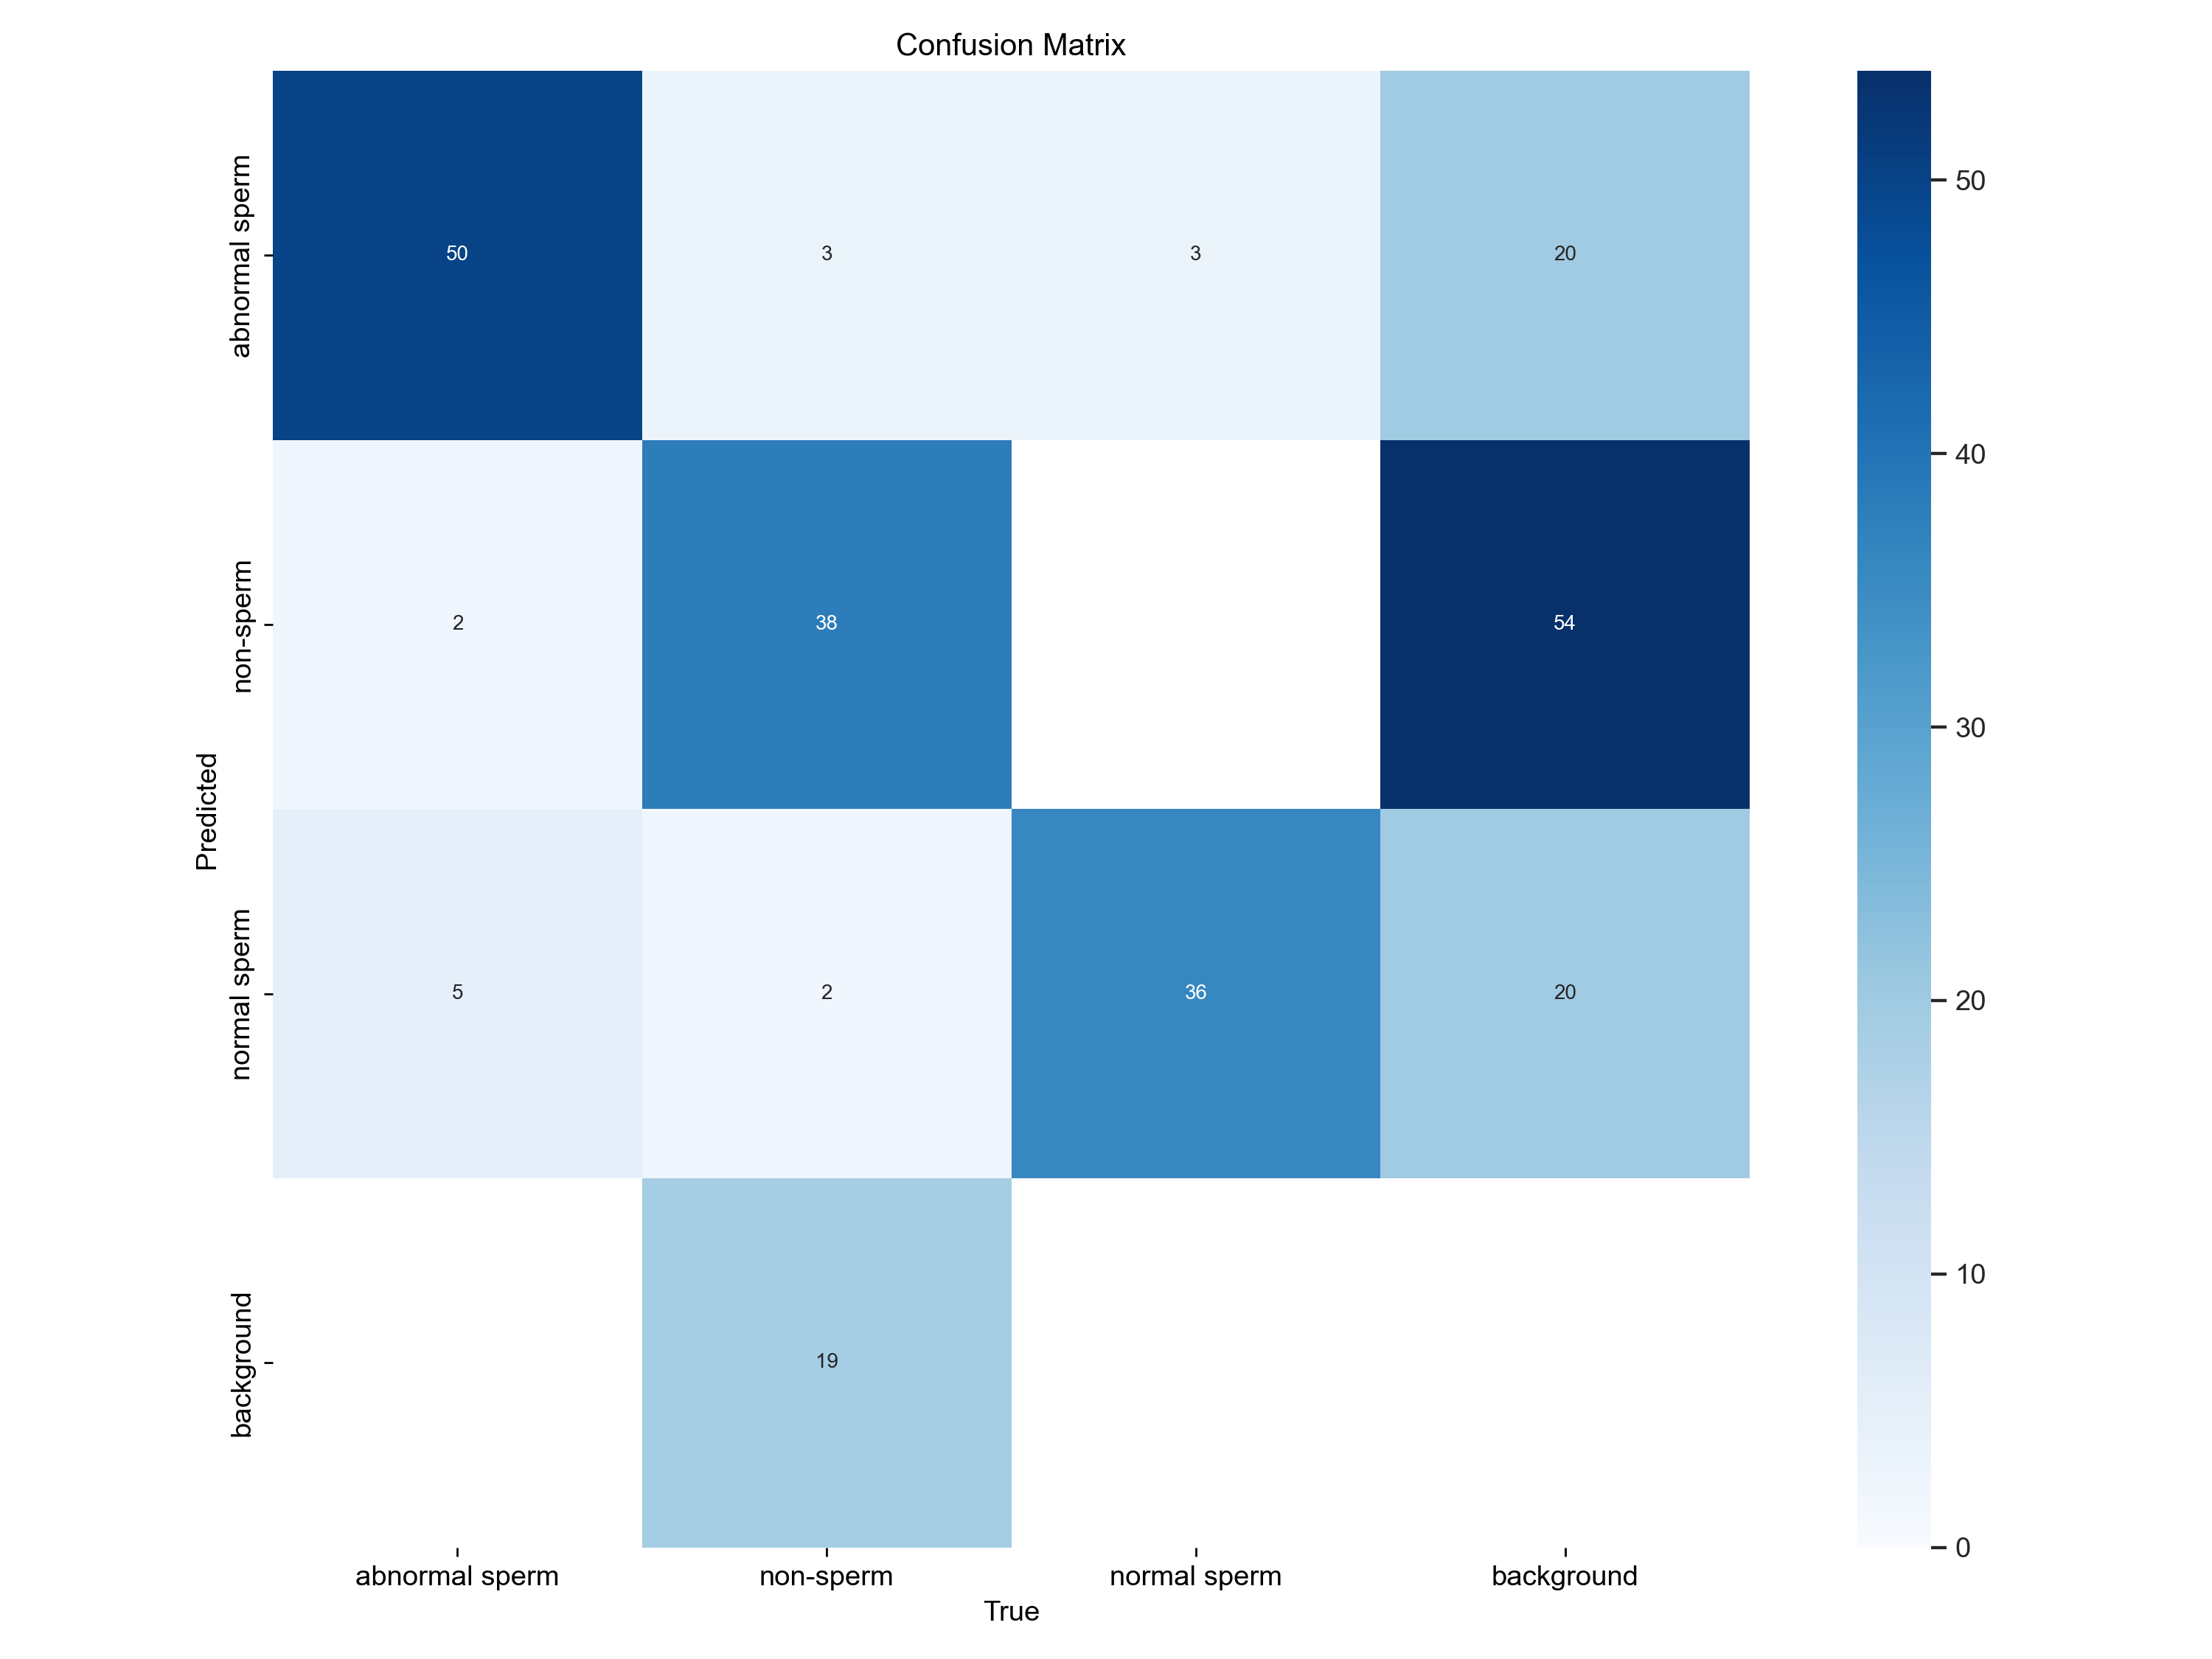 Confusion Matrix
abnormal sperm
50 3 3 20
non-sperm
2 38 54
normal sperm
5 2 36 20
background
19
Predicted
abnormal sperm non-sperm normal sperm background
True
50
40
30
20
10
0